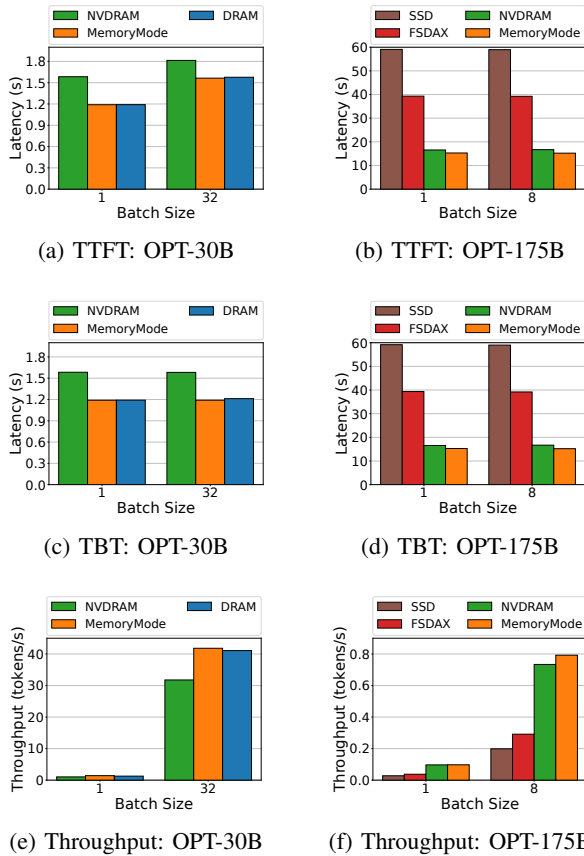 NVDRAM DRAM
MemoryMode
Latency (s)
1.8
1.5
1.2
0.9
0.6
0.3
0.0
1 32
Batch Size
(a) TTFT: OPT-30B
SSD NVDRAM
FSDAX MemoryMode
Latency (s)
60
50
40
30
20
10
0
1 8
Batch Size
(b) TTFT: OPT-175B
NVDRAM DRAM
MemoryMode
Latency (s)
1.8
1.5
1.2
0.9
0.6
0.3
0.0
1 32
Batch Size
(c) TBT: OPT-30B
SSD NVDRAM
FSDAX MemoryMode
Latency (s)
60
50
40
30
20
10
0
1 8
Batch Size
(d) TBT: OPT-175B
NVDRAM DRAM
MemoryMode
Throughput (tokens/s)
40
30
20
10
0
1 32
Batch Size
(e) Throughput: OPT-30B
SSD NVDRAM
FSDAX MemoryMode
Throughput (tokens/s)
0.8
0.6
0.4
0.2
0.0
1 8
Batch Size
(f) Throughput: OPT-175B